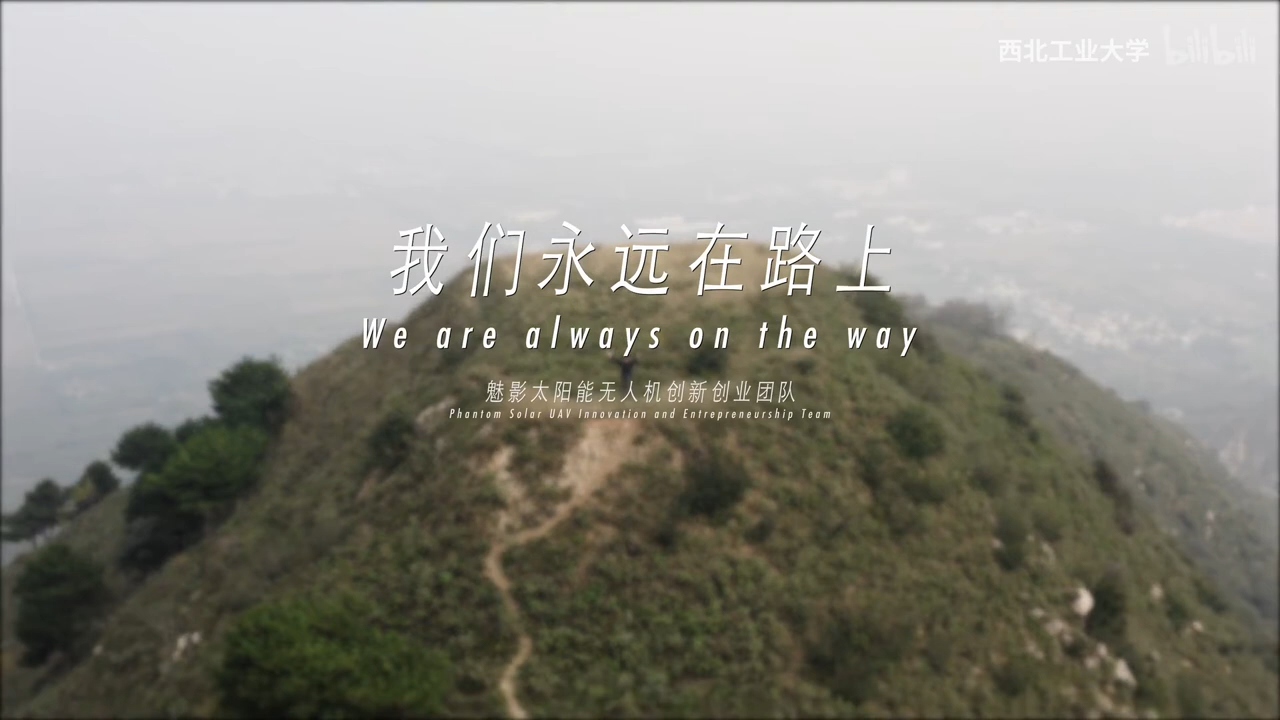 西北工业大学 bilibili
我们永远在路上
We are always on the way
魅影太阳能无人机创新创业团队
Phantom Solar UAV Innovation and Entrepreneurship Team